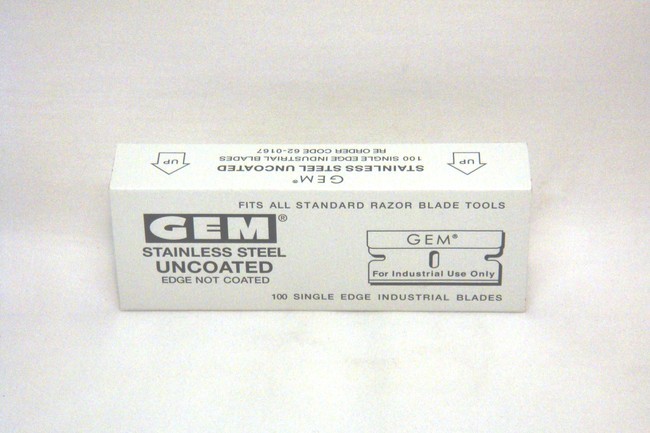 UP
GEM®
STAINLESS STEEL UNCOATED
100 SINGLE EDGE INDUSTRIAL BLADES
RE ORDER CODE 62-0167
UP
FITS ALL STANDARD RAZOR BLADE TOOLS
GEM®
STAINLESS STEEL
UNCOATED
EDGE NOT COATED
GEM®
For Industrial Use Only
100 SINGLE EDGE INDUSTRIAL BLADES